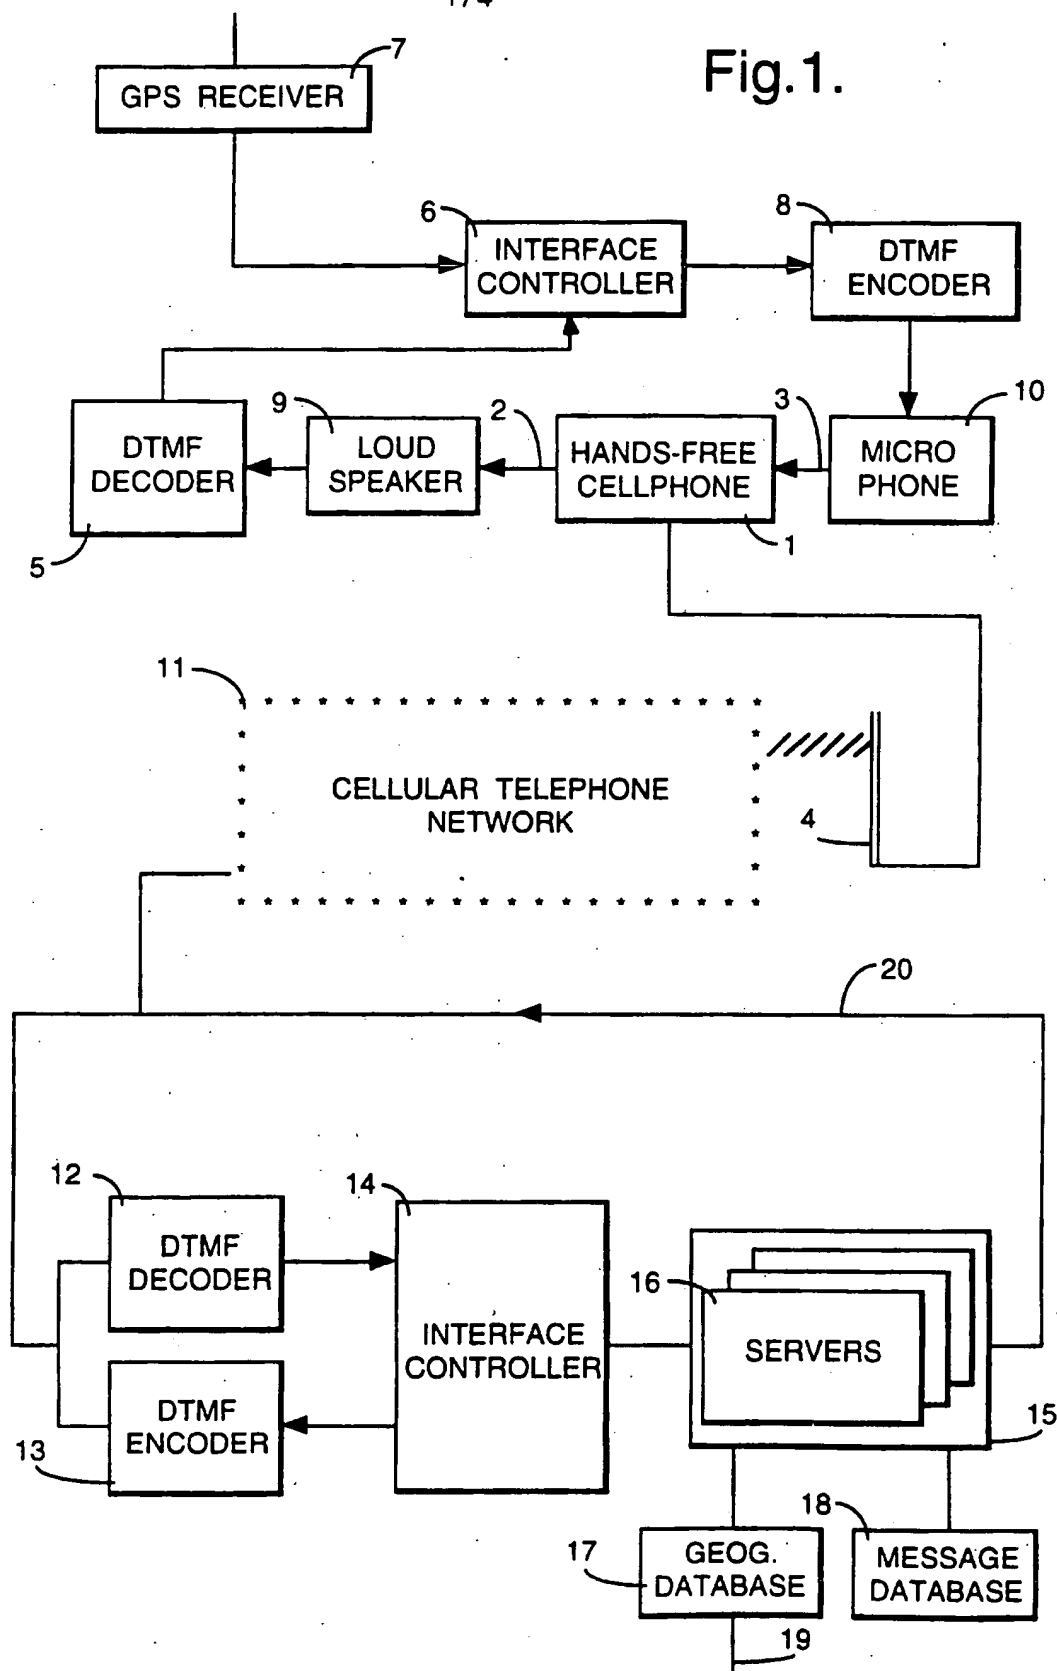 1/4
Fig.1.
7
GPS RECEIVER
6
INTERFACE
CONTROLLER
8
DTMF
ENCODER
9
2
3
10
DTMF
DECODER
LOUD
SPEAKER
HANDS-FREE
CELLPHONE
MICRO
PHONE
5
1
11
CELLULAR TELEPHONE
NETWORK
4
20
12
DTMF
DECODER
14
INTERFACE
CONTROLLER
16
SERVERS
DTMF
ENCODER
13
15
17
GEOG.
DATABASE
18
MESSAGE
DATABASE
19